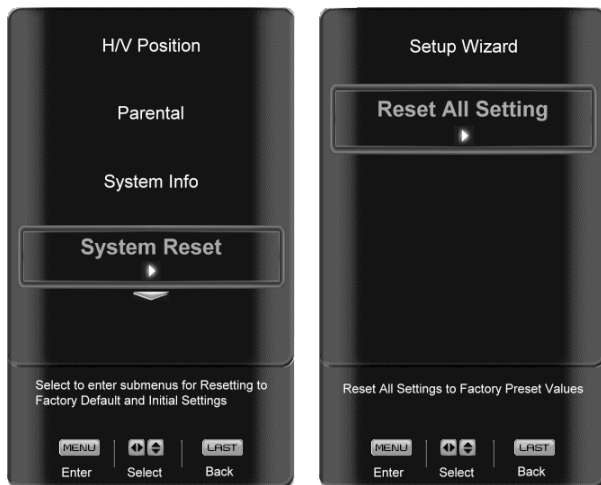 H/V Position
Parental
System Info
System Reset
Select to enter submenus for Resetting to
Factory Default and Initial Settings
MENU LAST
Enter Select Back
Setup Wizard
Reset All Setting
Reset All Settings to Factory Preset Values
MENU LAST
Enter Select Back